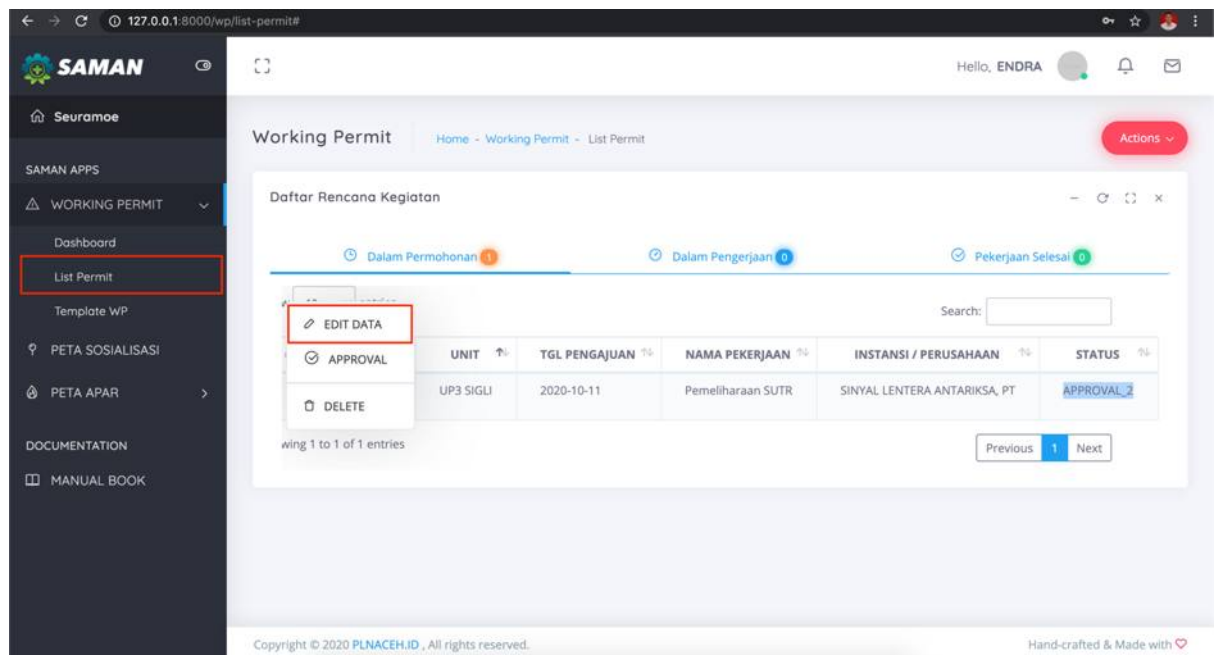 127.0.0.1:8000/wp/list-permit#
SAMAN
Hello, ENDRA
Seuramoe
Working Permit
Home - Working Permit - List Permit
Actions
SAMAN APPS
WORKING PERMIT
Daftar Rencana Kegiatan
Dashboard
Dalam Permohonan 1
Dalam Pengerjaan 0
Pekerjaan Selesai 0
List Permit
Search:
Template WP
EDIT DATA
PETA SOSIALISASI
APPROVAL
UNIT TGL PENGAJUAN NAMA PEKERJAAN INSTANSI / PERUSAHAAN STATUS
PETA APAR
UP3 SIGLI 2020-10-11 Pemeliharaan SUTR SINYAL LENTERA ANTARIKSA, PT APPROVAL_2
DELETE
DOCUMENTATION
wing 1 to 1 of 1 entries
Previous 1 Next
MANUAL BOOK
Copyright © 2020 PLNACEH.ID , All rights reserved.
Hand-crafted & Made with